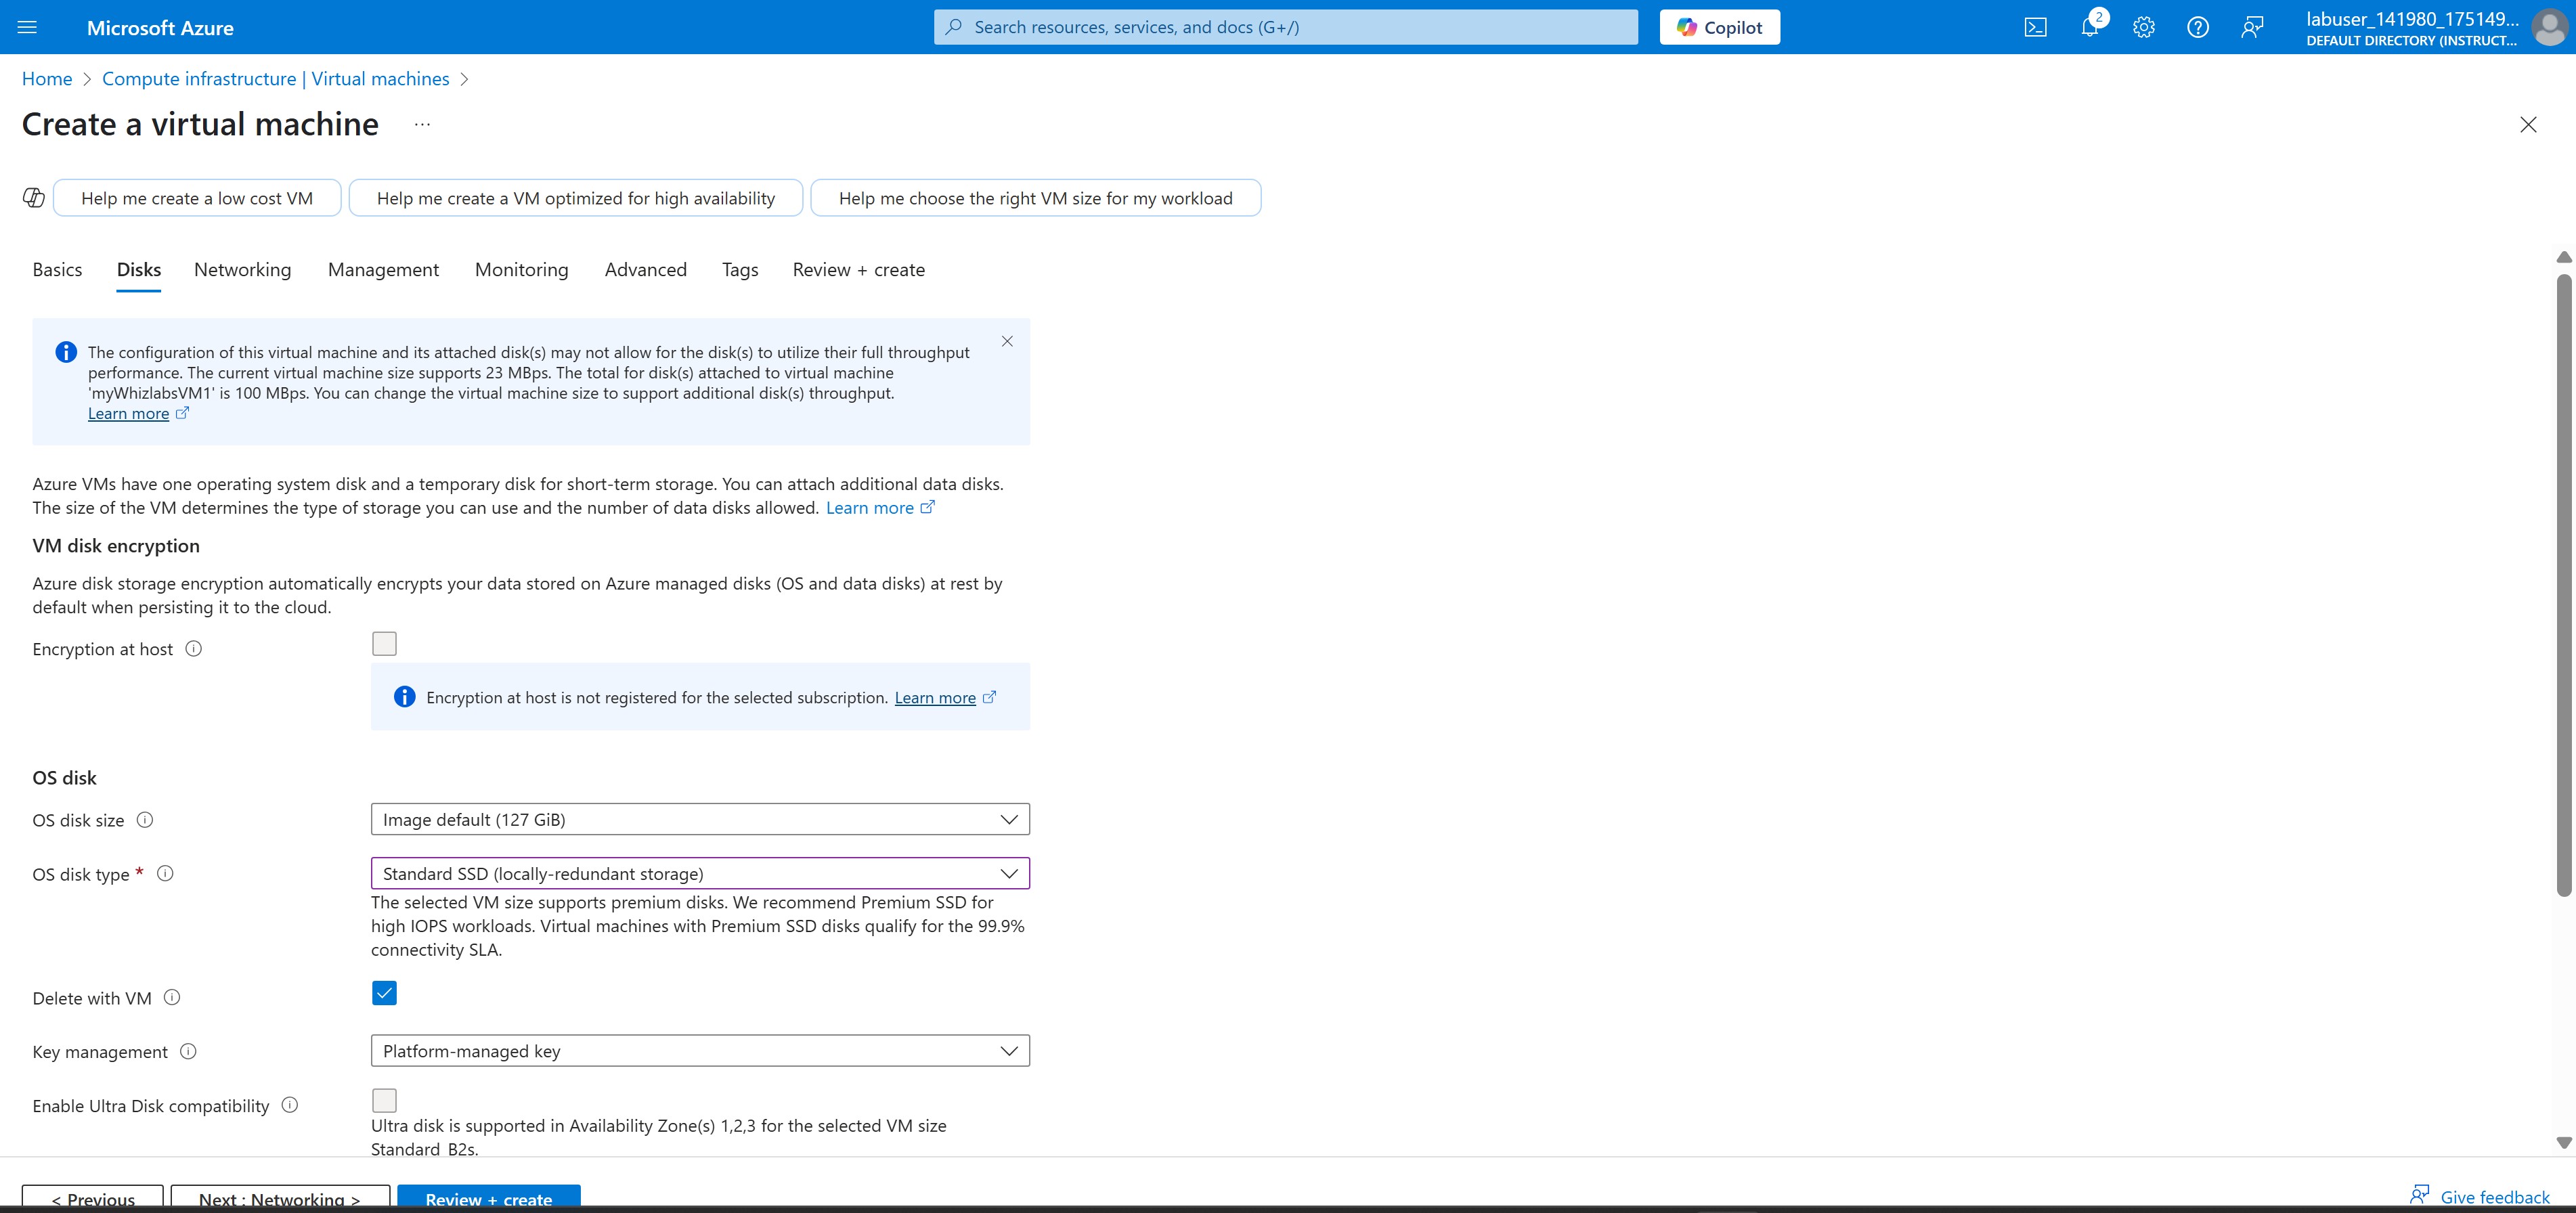 Microsoft Azure
Search resources, services, and docs (G+/)
Copilot
2
labuser_141980_175149...
DEFAULT DIRECTORY (INSTRUCT...
Home > Compute infrastructure | Virtual machines >
Create a virtual machine ...
Help me create a low cost VM
Help me create a VM optimized for high availability
Help me choose the right VM size for my workload
Basics Disks Networking Management Monitoring Advanced Tags Review + create
The configuration of this virtual machine and its attached disk(s) may not allow for the disk(s) to utilize their full throughput
performance. The current virtual machine size supports 23 MBps. The total for disk(s) attached to virtual machine
'myWhizlabsVM1' is 100 MBps. You can change the virtual machine size to support additional disk(s) throughput.
Learn more
Azure VMs have one operating system disk and a temporary disk for short-term storage. You can attach additional data disks.
The size of the VM determines the type of storage you can use and the number of data disks allowed. Learn more
VM disk encryption
Azure disk storage encryption automatically encrypts your data stored on Azure managed disks (OS and data disks) at rest by
default when persisting it to the cloud.
Encryption at host
Encryption at host is not registered for the selected subscription. Learn more
OS disk
OS disk size
Image default (127 GiB)
OS disk type *
Standard SSD (locally-redundant storage)
The selected VM size supports premium disks. We recommend Premium SSD for
high IOPS workloads. Virtual machines with Premium SSD disks qualify for the 99.9%
connectivity SLA.
Delete with VM
Key management
Platform-managed key
Enable Ultra Disk compatibility
Ultra disk is supported in Availability Zone(s) 1,2,3 for the selected VM size
Standard_B2s.
< Previous
Next : Networking >
Review + create
Give feedback